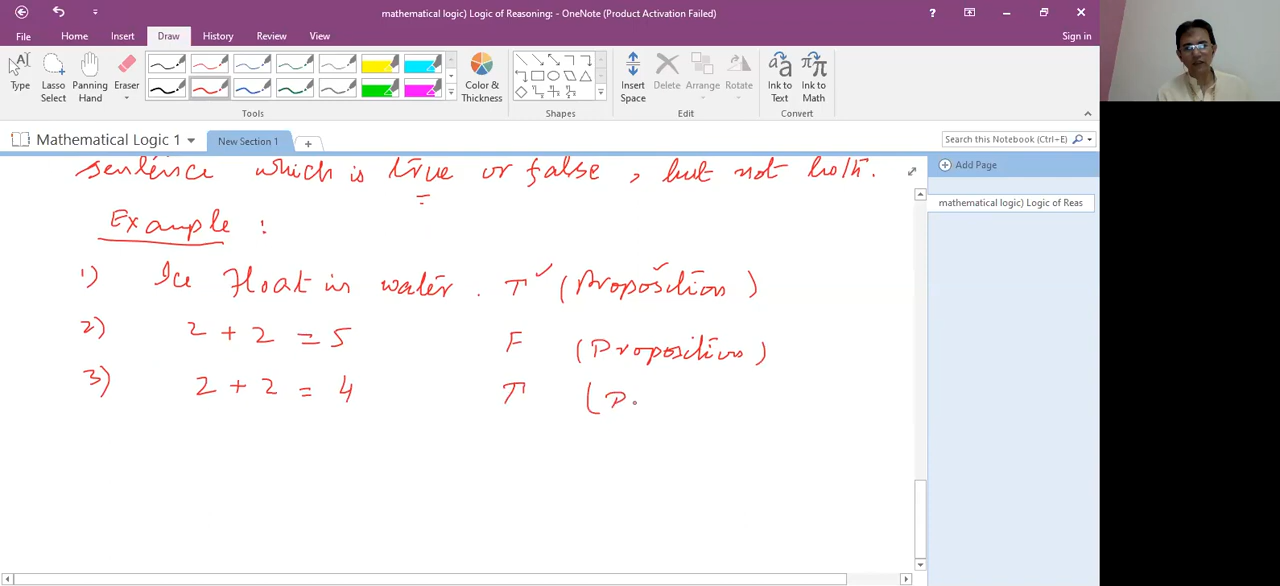 mathematical logic) Logic of Reasoning: - OneNote (Product Activation Failed)
File Home Insert Draw History Review View Sign in
Type Lasso Select Panning Hand Eraser Color & Thickness Insert Space Delete Arrange Rotate Ink to Text Ink to Math
Tools Shapes Edit Convert
Mathematical Logic 1 New Section 1 Search this Notebook (Ctrl+E)
Add Page
mathematical logic) Logic of Reas
sentence which is true or false, but not both.
Example :
1) Ice Float in water. T (Proposition)
2) 2 + 2 = 5 F (Proposition)
3) 2 + 2 = 4 T (P.